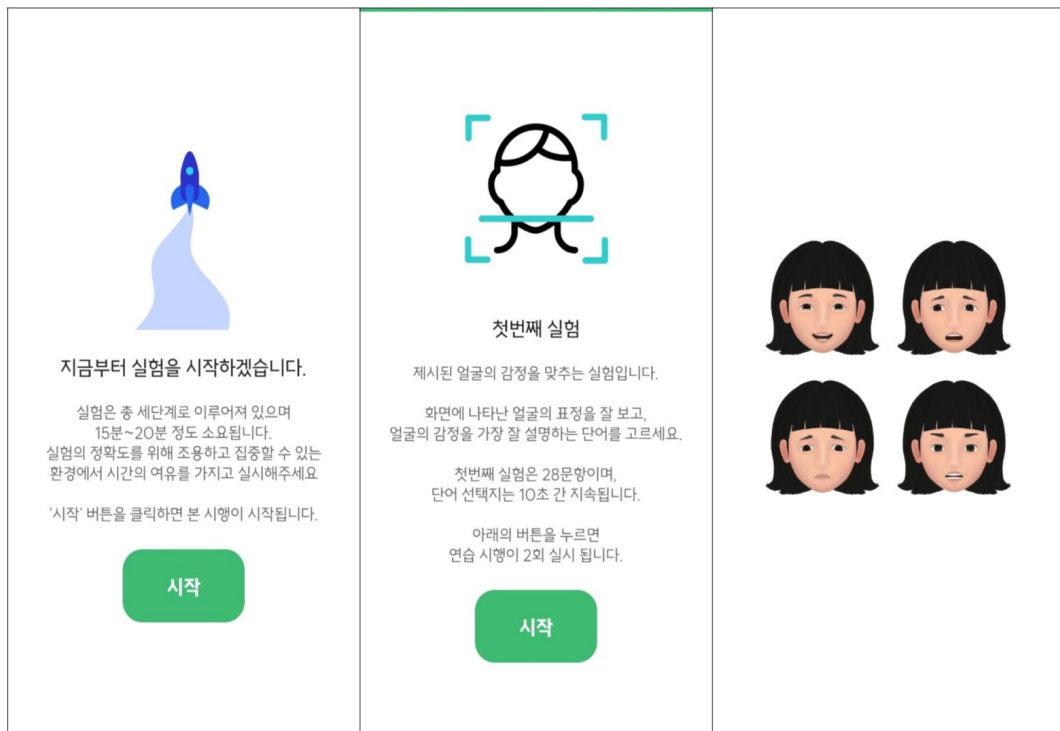 지금부터 실험을 시작하겠습니다.
실험은 총 세단계로 이루어져 있으며
15분~20분 정도 소요됩니다.
실험의 정확도를 위해 조용하고 집중할 수 있는
환경에서 시간의 여유를 가지고 실시해주세요
‘시작’ 버튼을 클릭하면 본 시행이 시작됩니다.
시작
첫번째 실험
제시된 얼굴의 감정을 맞추는 실험입니다.
화면에 나타난 얼굴의 표정을 잘 보고,
얼굴의 감정을 가장 잘 설명하는 단어를 고르세요.
첫번째 실험은 28문항이며,
단어 선택지는 10초 간 지속됩니다.
아래의 버튼을 누르면
연습 시행이 2회 실시 됩니다.
시작